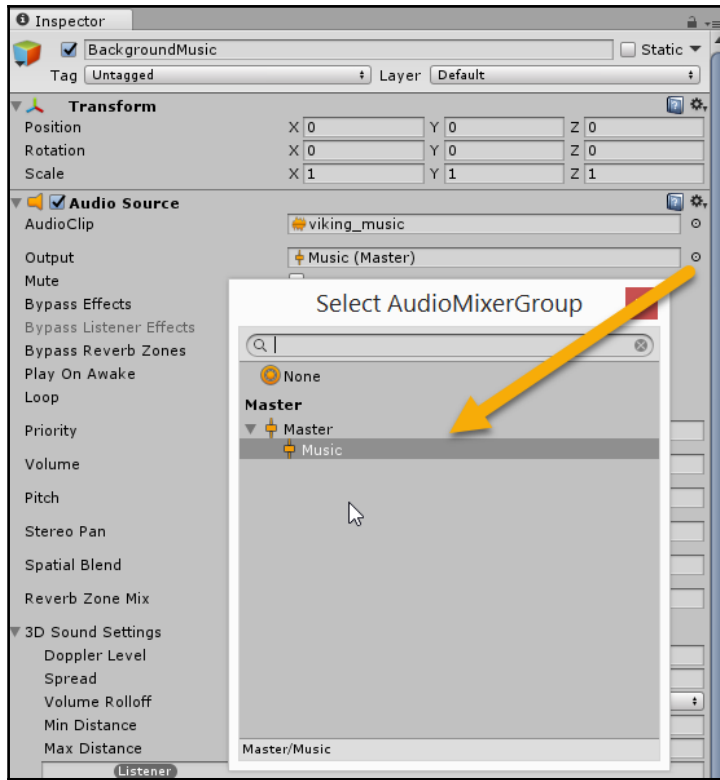 Inspector
BackgroundMusic Static
Tag Untagged Layer Default
Transform
Position X 0 Y 0 Z 0
Rotation X 0 Y 0 Z 0
Scale X 1 Y 1 Z 1
Audio Source
AudioClip viking_music
Output Music (Master)
Mute
Bypass Effects
Bypass Listener Effects
Bypass Reverb Zones
Play On Awake
Loop
Priority
Volume
Pitch
Stereo Pan
Spatial Blend
Reverb Zone Mix
3D Sound Settings
Doppler Level
Spread
Volume Rolloff
Min Distance
Max Distance
Listener
Select AudioMixerGroup
None
Master
Master
Music
Master/Music